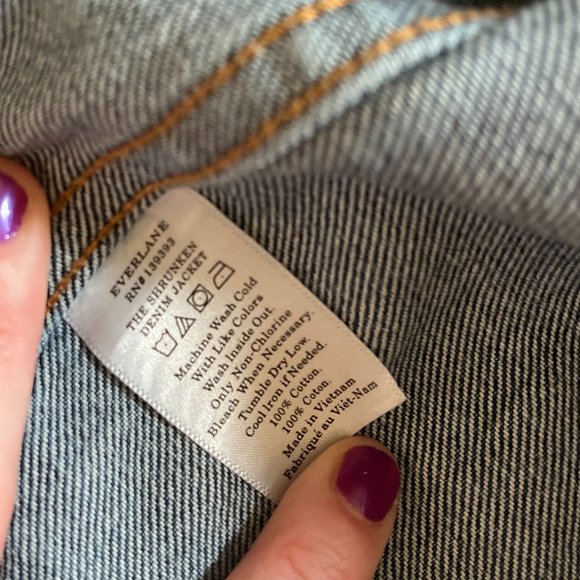 EVERLANE
RN# 139393
THE SHRUNKEN
DENIM JACKET
Machine Wash Cold
With Like Colors
Wash Inside Out.
Only Non-Chlorine
Bleach When Necessary.
Tumble Dry Low.
Cool Iron if Needed.
100% Cotton.
100% Coton.
Made in Vietnam
Fabriqué au Viêt-Nam